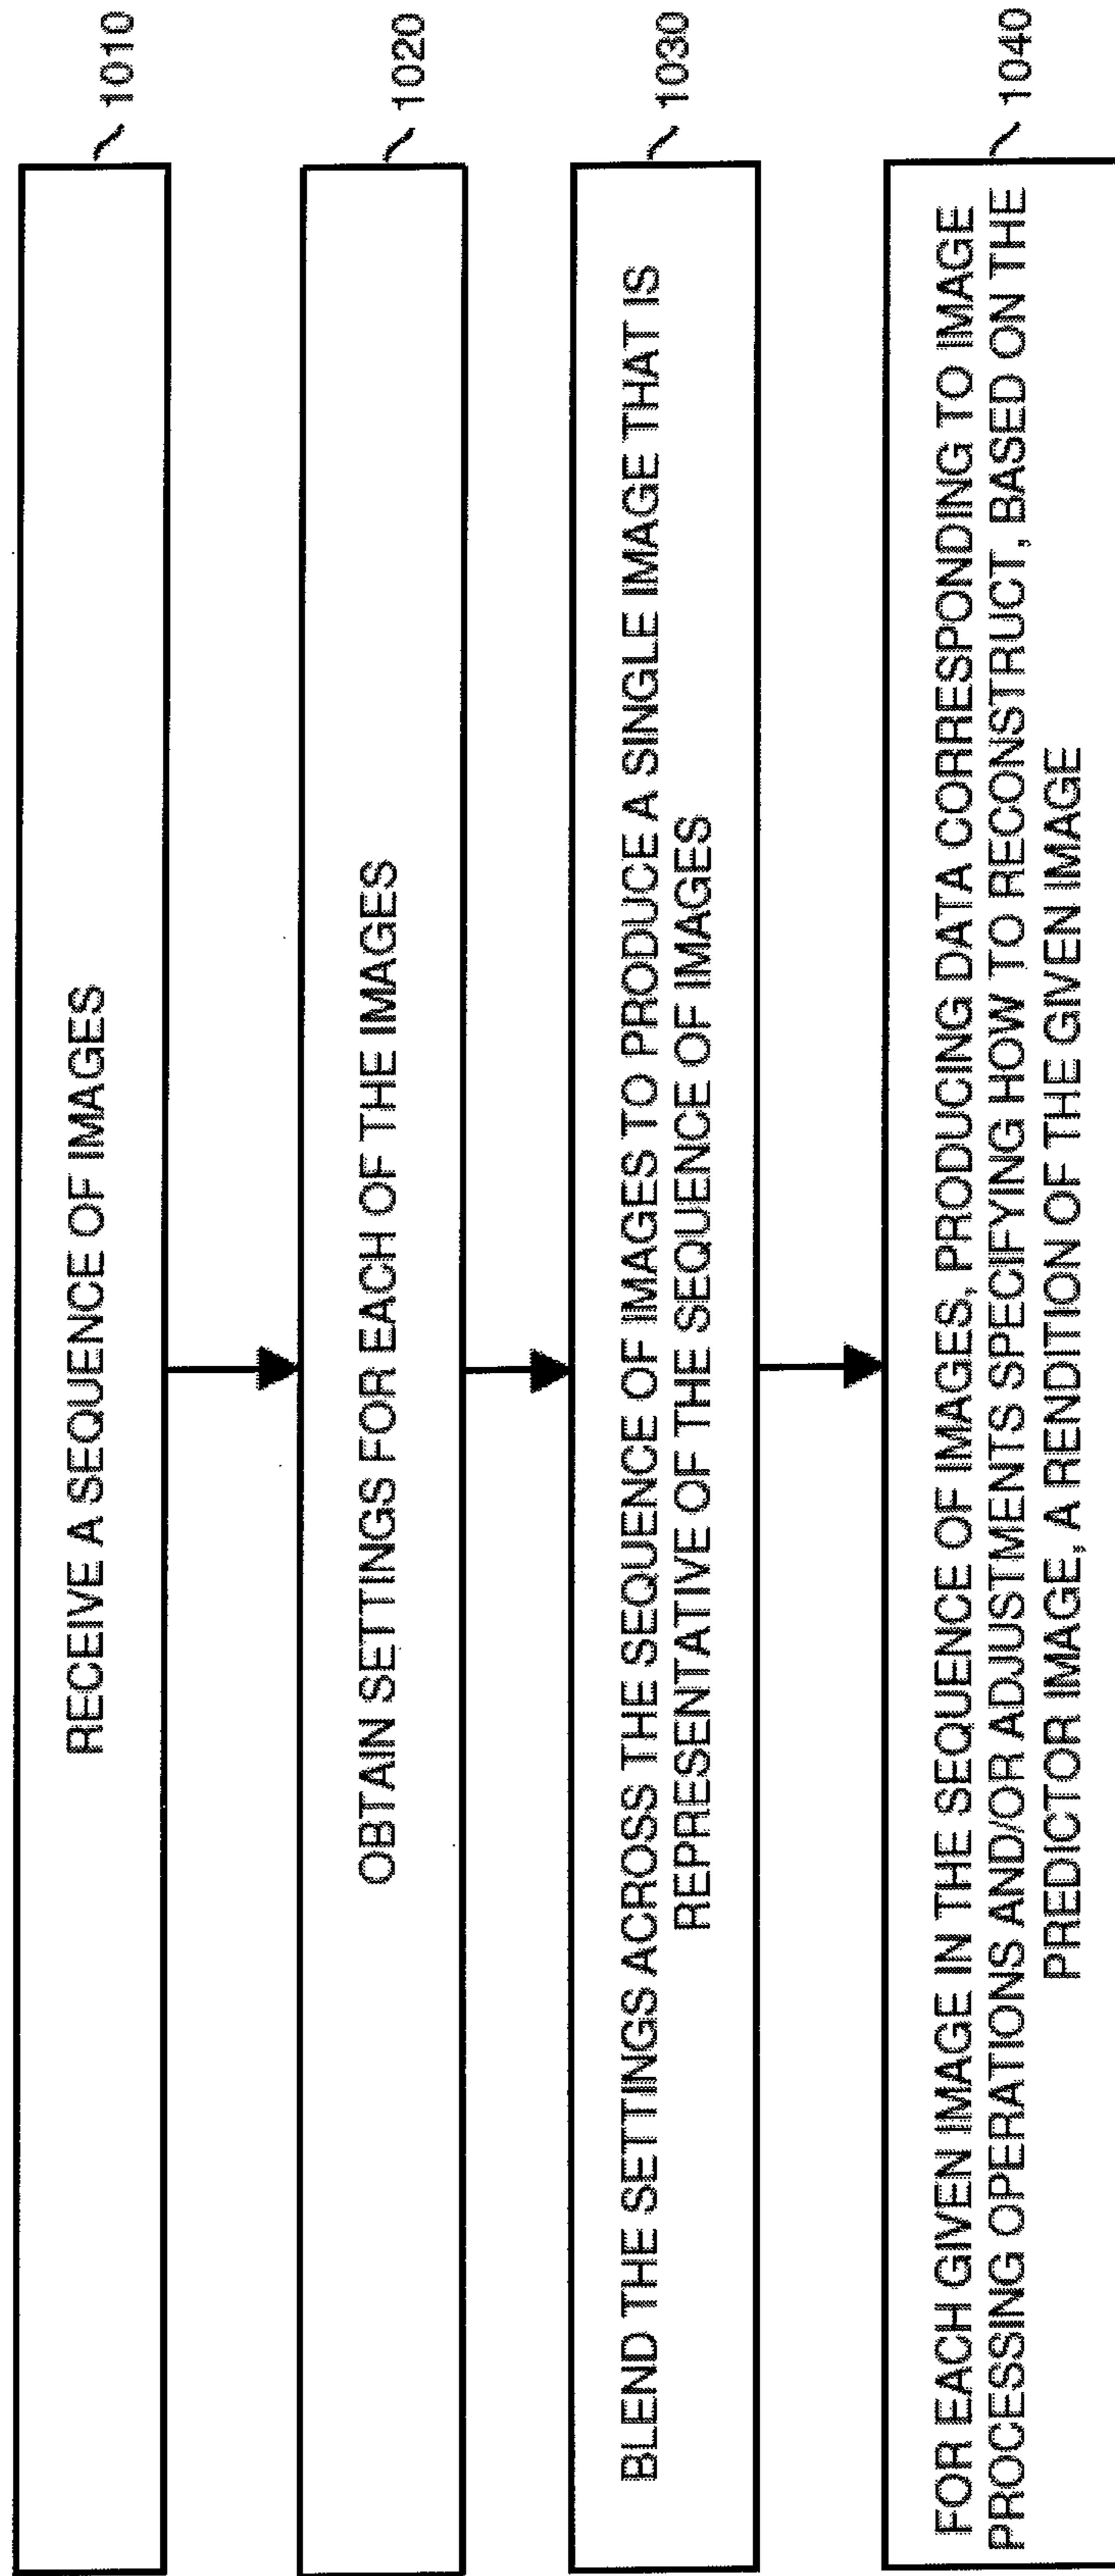 RECEIVE A SEQUENCE OF IMAGES
1010
OBTAIN SETTINGS FOR EACH OF THE IMAGES
1020
BLEND THE SETTINGS ACROSS THE SEQUENCE OF IMAGES TO PRODUCE A SINGLE IMAGE THAT IS
REPRESENTATIVE OF THE SEQUENCE OF IMAGES
1030
FOR EACH GIVEN IMAGE IN THE SEQUENCE OF IMAGES, PRODUCING DATA CORRESPONDING TO IMAGE
PROCESSING OPERATIONS AND/OR ADJUSTMENTS SPECIFYING HOW TO RECONSTRUCT, BASED ON THE
PREDICTOR IMAGE, A RENDITION OF THE GIVEN IMAGE
1040